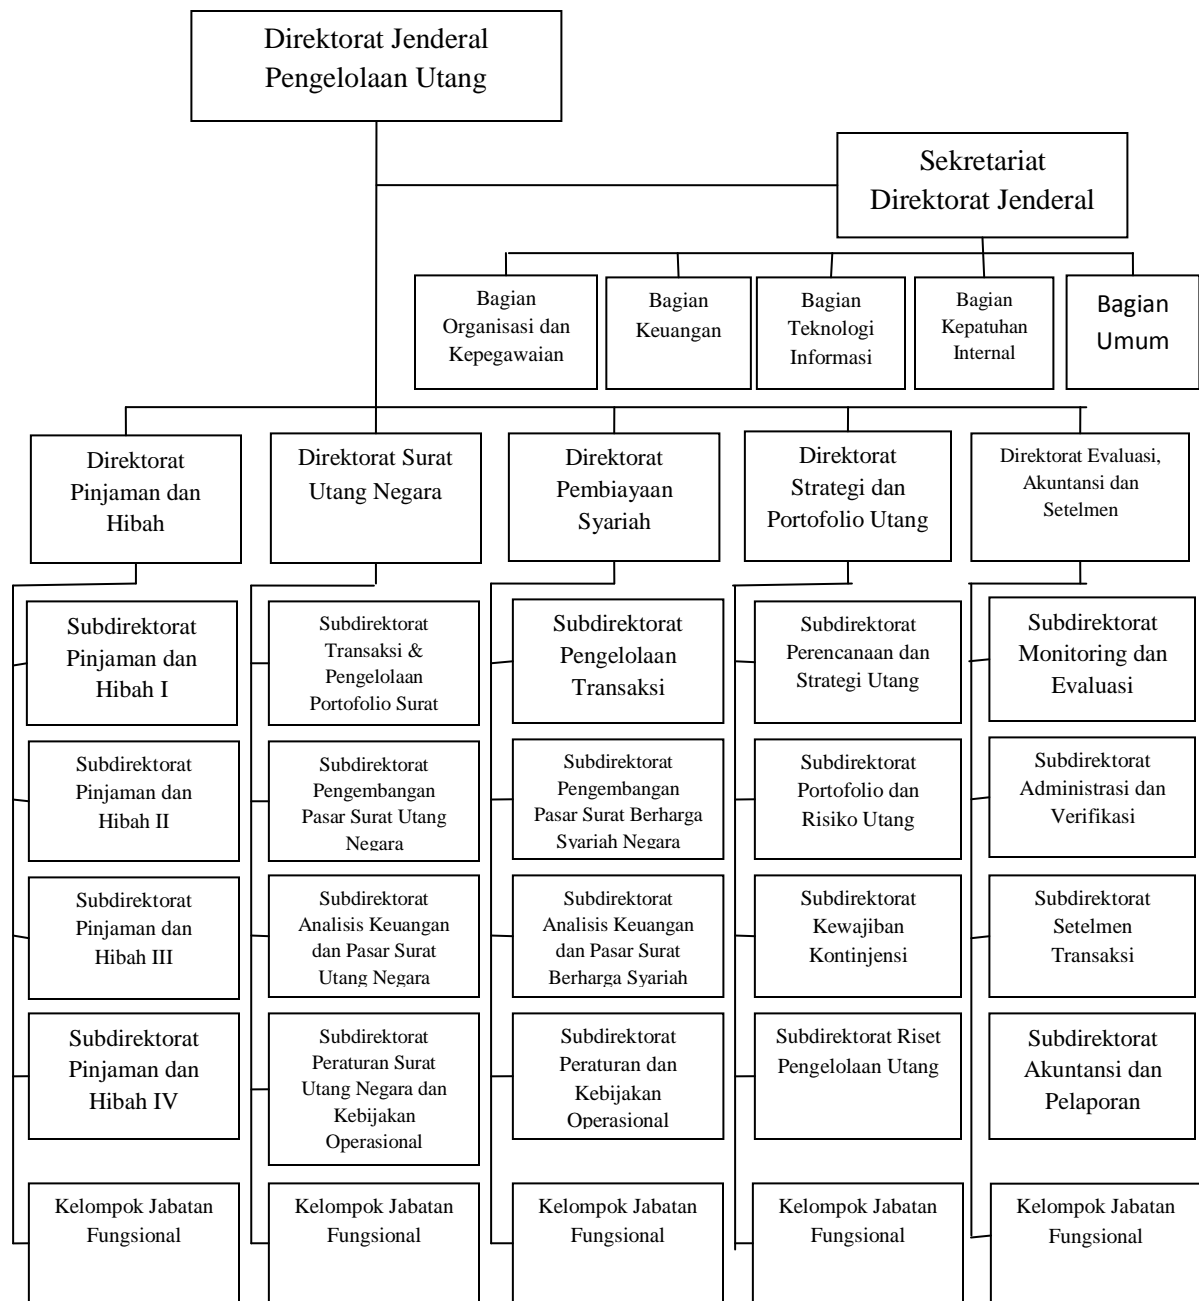 Direktorat Jenderal
Pengelolaan Utang
Sekretariat
Direktorat Jenderal
Bagian
Organisasi dan
Kepegawaian
Bagian
Keuangan
Bagian
Teknologi
Informasi
Bagian
Kepatuhan
Internal
Bagian
Umum
Direktorat
Pinjaman dan
Hibah
Direktorat Surat
Utang Negara
Direktorat
Pembiayaan
Syariah
Direktorat
Strategi dan
Portofolio Utang
Direktorat Evaluasi,
Akuntansi dan
Setelmen
Subdirektorat
Pinjaman dan
Hibah I
Subdirektorat
Transaksi &
Pengelolaan
Portofolio Surat
Subdirektorat
Pengelolaan
Transaksi
Subdirektorat
Perencanaan dan
Strategi Utang
Subdirektorat
Monitoring dan
Evaluasi
Subdirektorat
Pinjaman dan
Hibah II
Subdirektorat
Pengembangan
Pasar Surat Utang
Negara
Subdirektorat
Pengembangan
Pasar Surat Berharga
Syariah Negara
Subdirektorat
Portofolio dan
Risiko Utang
Subdirektorat
Administrasi dan
Verifikasi
Subdirektorat
Pinjaman dan
Hibah III
Subdirektorat
Analisis Keuangan
dan Pasar Surat
Utang Negara
Subdirektorat
Analisis Keuangan
dan Pasar Surat
Berharga Syariah
Subdirektorat
Kewajiban
Kontinjensi
Subdirektorat
Setelmen
Transaksi
Subdirektorat
Pinjaman dan
Hibah IV
Subdirektorat
Peraturan Surat
Utang Negara dan
Kebijakan
Operasional
Subdirektorat
Peraturan dan
Kebijakan
Operasional
Subdirektorat Riset
Pengelolaan Utang
Subdirektorat
Akuntansi dan
Pelaporan
Kelompok Jabatan
Fungsional
Kelompok Jabatan
Fungsional
Kelompok Jabatan
Fungsional
Kelompok Jabatan
Fungsional
Kelompok Jabatan
Fungsional